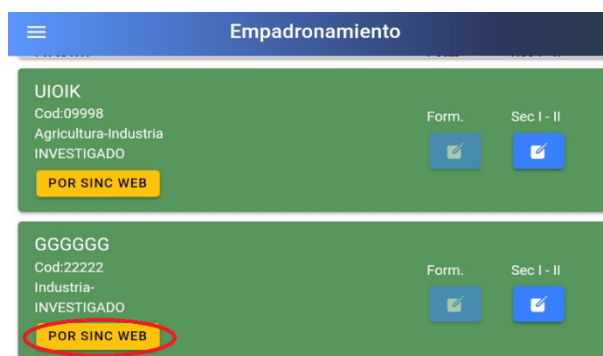 Empadronamiento
UIOIK
Cod:09998
Agricultura-Industria
INVESTIGADO
POR SINC WEB
Form.
Sec I - II
GGGGGG
Cod:22222
Industria-
INVESTIGADO
POR SINC WEB
Form.
Sec I - II